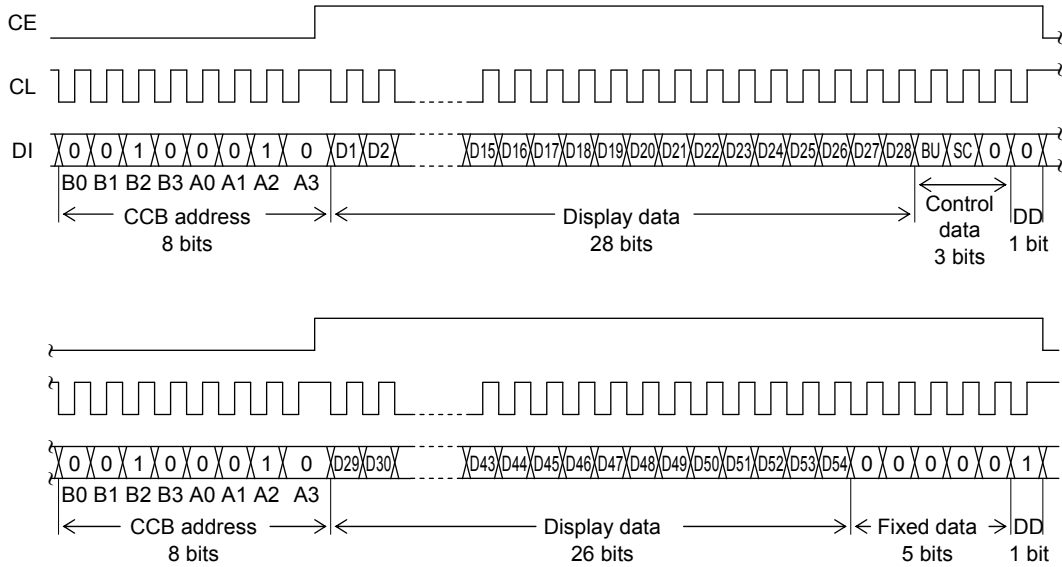 CE
CL
DI 0 0 1 0 0 0 1 0 D1 D2 D15 D16 D17 D18 D19 D20 D21 D22 D23 D24 D25 D26 D27 D28 BU SC 0 0
B0 B1 B2 B3 A0 A1 A2 A3
CCB address Display data Control DD
8 bits 28 bits data 1 bit
3 bits
0 0 1 0 0 0 1 0 D29 D30 D43 D44 D45 D46 D47 D48 D49 D50 D51 D52 D53 D54 0 0 0 0 0 1
B0 B1 B2 B3 A0 A1 A2 A3
CCB address Display data Fixed data DD
8 bits 26 bits 5 bits 1 bit